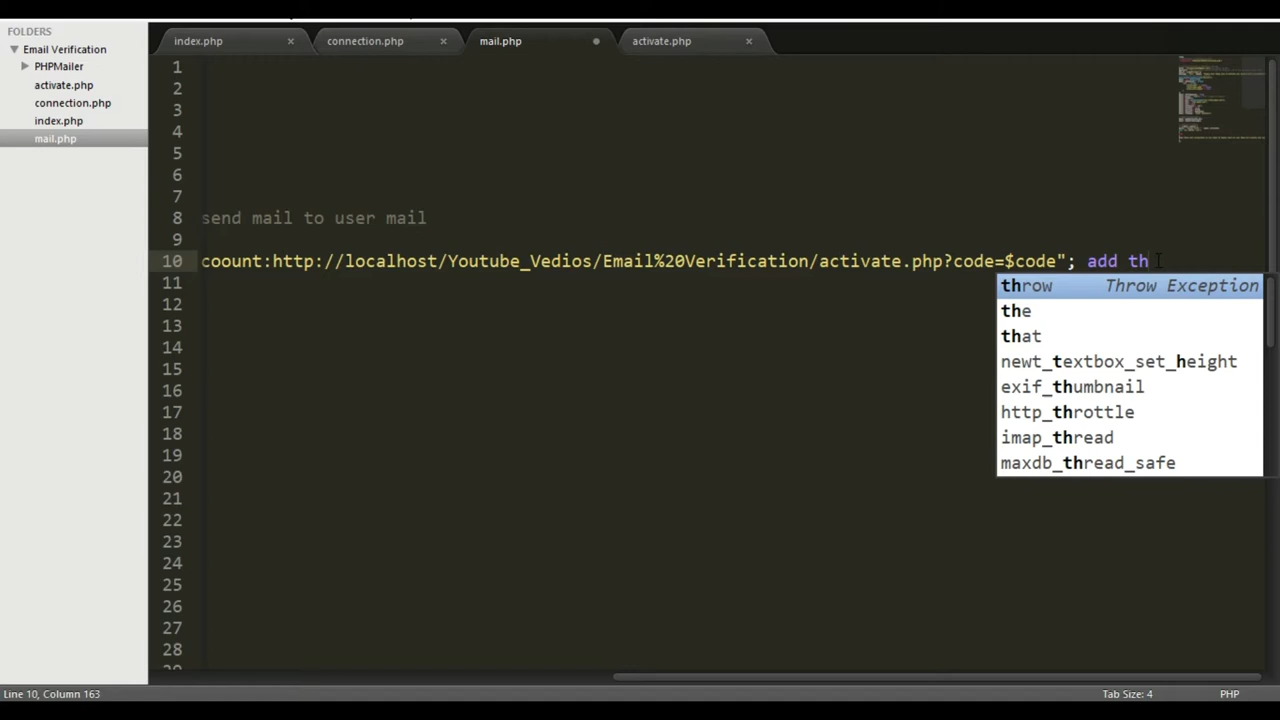 FOLDERS
Email Verification
PHPMailer
activate.php
connection.php
index.php
mail.php
index.php × connection.php × mail.php activate.php ×
1
2
3
4
5
6
7
8 send mail to user mail
9
10 coount:http://localhost/Youtube_Vedios/Email%20Verification/activate.php?code=$code"; add th
throw Throw Exception
the
that
newt_textbox_set_height
exif_thumbnail
http_throttle
imap_thread
maxdb_thread_safe
11
12
13
14
15
16
17
18
19
20
21
22
23
24
25
26
27
28
Line 10, Column 163 Tab Size: 4 PHP